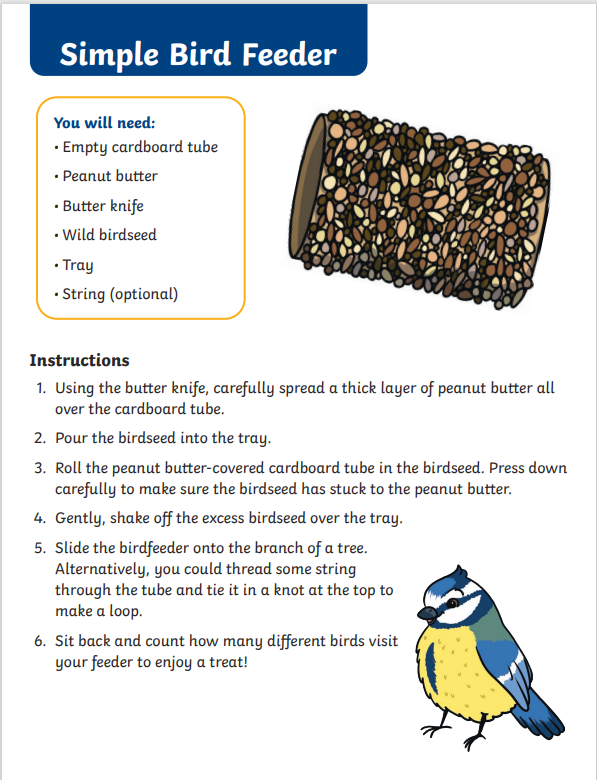 Simple Bird Feeder
You will need:
• Empty cardboard tube
• Peanut butter
• Butter knife
• Wild birdseed
• Tray
• String (optional)
Instructions
1. Using the butter knife, carefully spread a thick layer of peanut butter all
over the cardboard tube.
2. Pour the birdseed into the tray.
3. Roll the peanut butter-covered cardboard tube in the birdseed. Press down
carefully to make sure the birdseed has stuck to the peanut butter.
4. Gently, shake off the excess birdseed over the tray.
5. Slide the birdfeeder onto the branch of a tree.
Alternatively, you could thread some string
through the tube and tie it in a knot at the top to
make a loop.
6. Sit back and count how many different birds visit
your feeder to enjoy a treat!